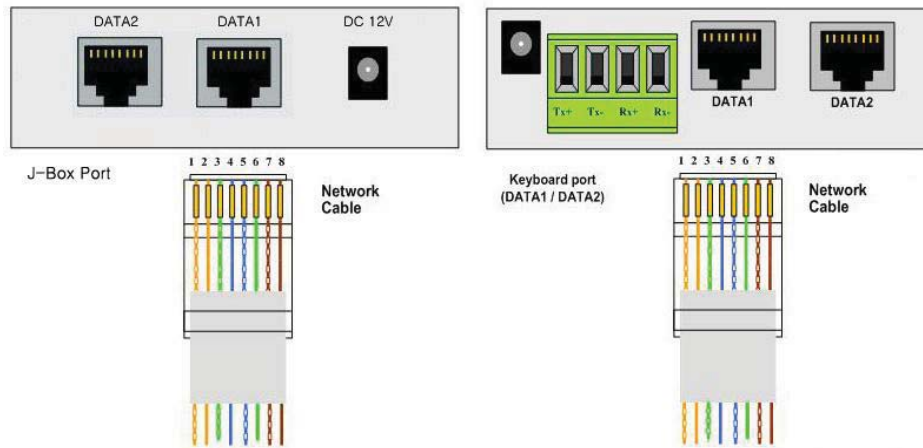 DATA2 DATA1 DC 12V
Tx+ Tx- Rx+ Rx-
DATA1 DATA2
J-Box Port
1 2 3 4 5 6 7 8
Network
Cable
Keyboard port
(DATA1 / DATA2)
1 2 3 4 5 6 7 8
Network
Cable